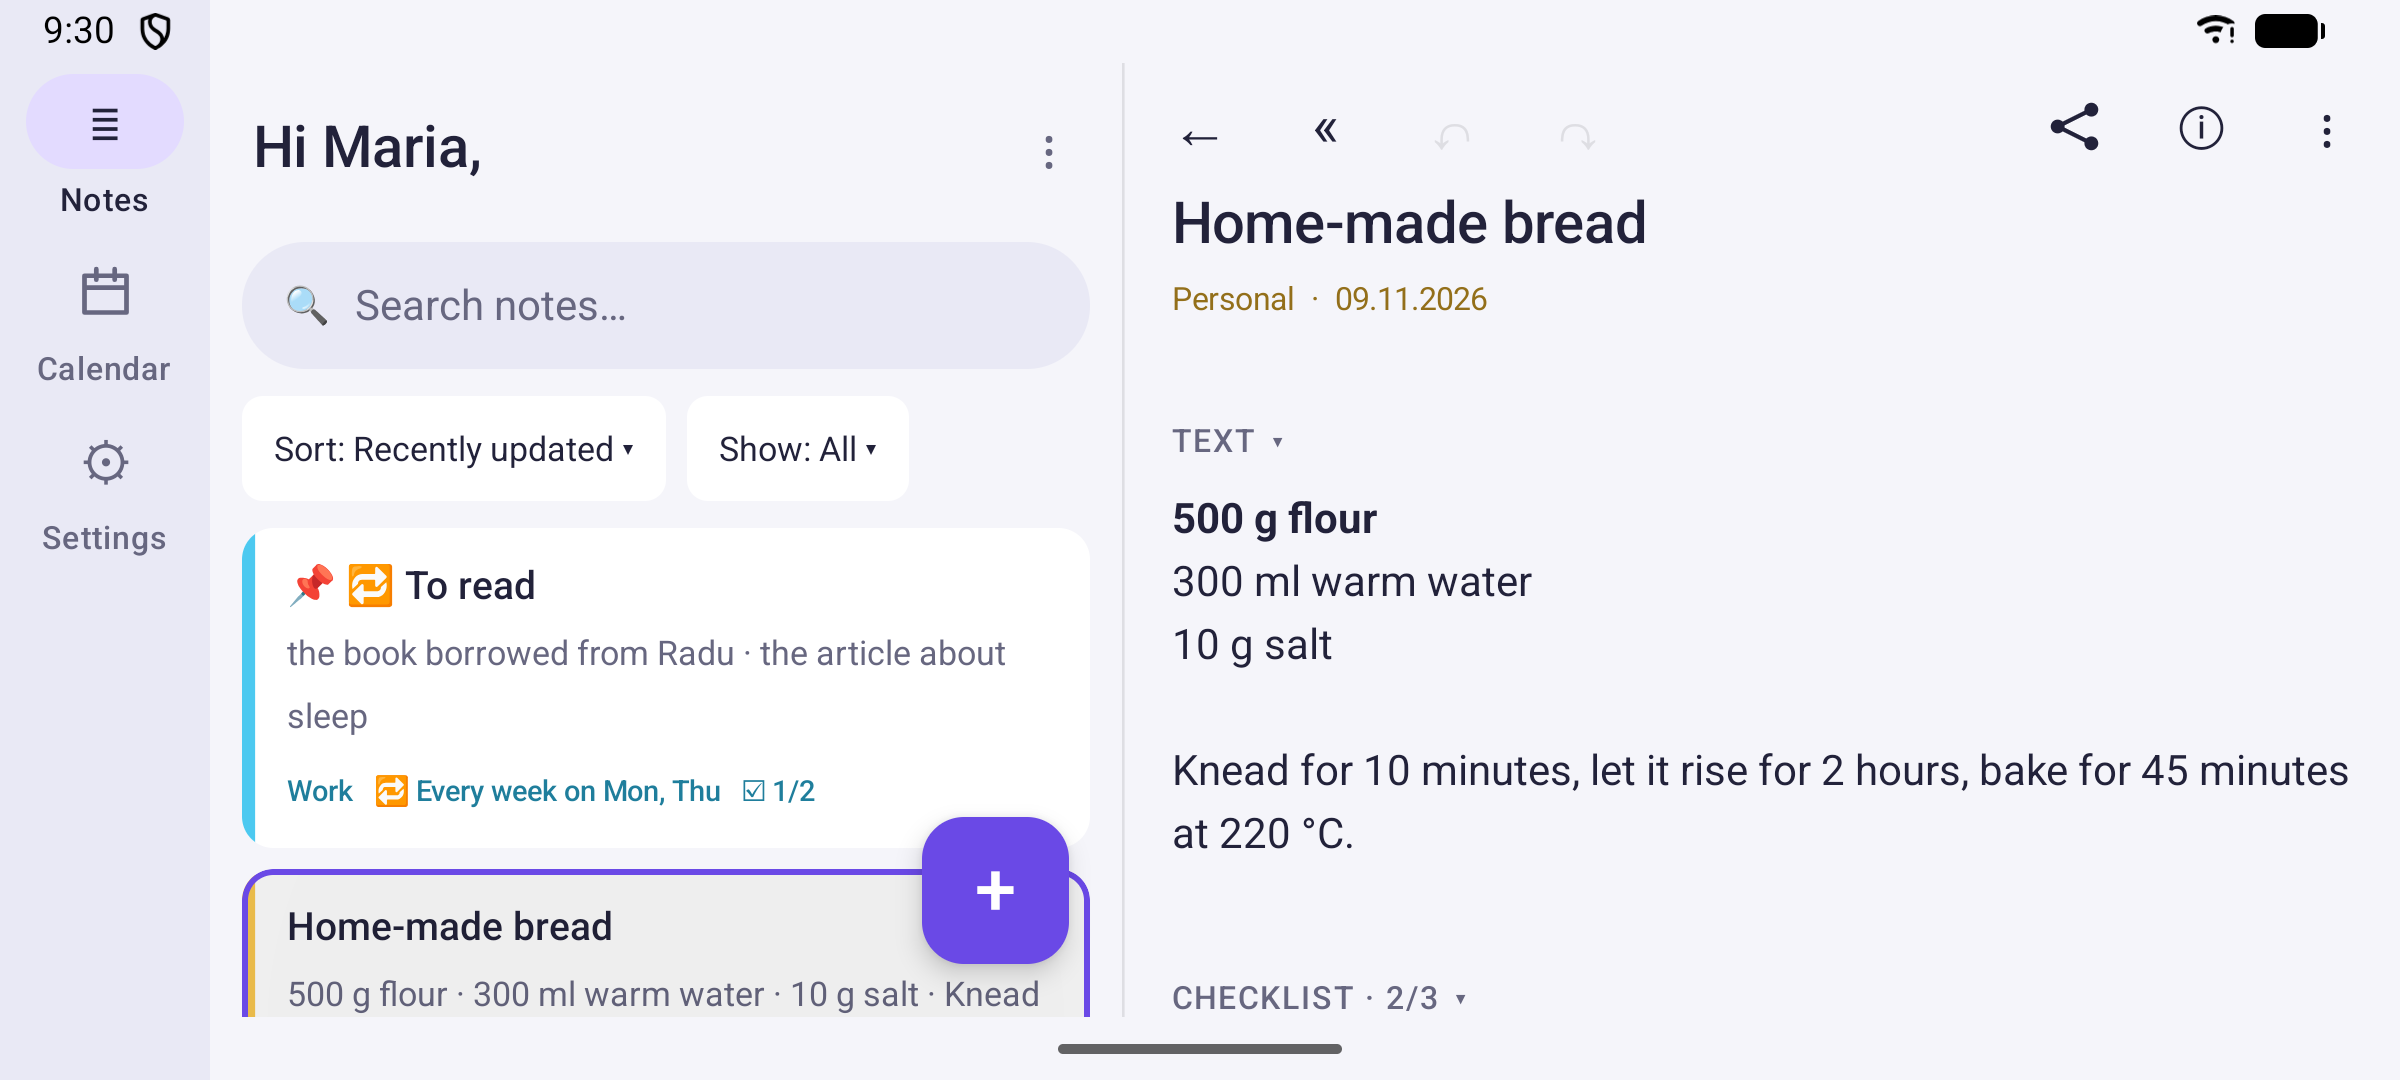 9:30
Notes
Calendar
Settings
Hi Maria,
🔍 Search notes…
Sort: Recently updated ▾
Show: All ▾
📌 🔁 To read
the book borrowed from Radu · the article about
sleep
Work 🔁 Every week on Mon, Thu ☑ 1/2
Home-made bread
500 g flour · 300 ml warm water · 10 g salt · Knead
+
← «
Home-made bread
Personal · 09.11.2026
TEXT ▾
500 g flour
300 ml warm water
10 g salt
Knead for 10 minutes, let it rise for 2 hours, bake for 45 minutes
at 220 °C.
CHECKLIST · 2/3 ▾